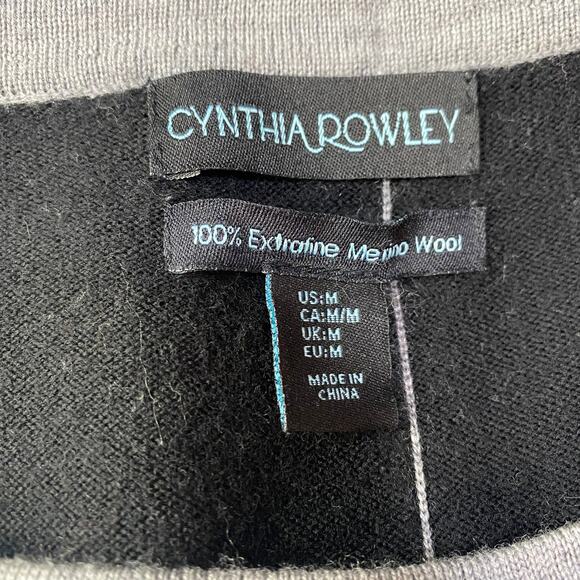 CYNTHIA ROWLEY
100% Extrafine Merino Wool
US:M
CA:M/M
UK:M
EU:M
MADE IN
CHINA